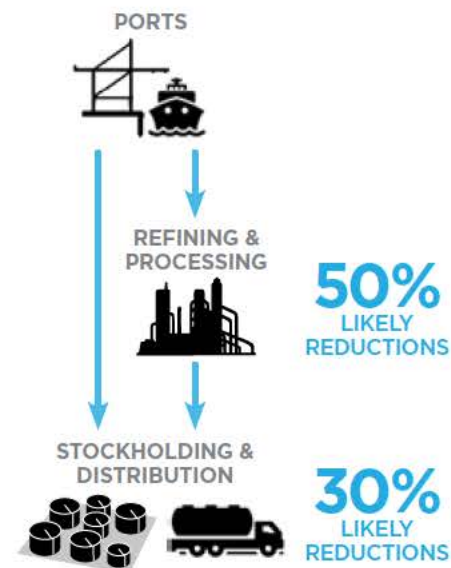 PORTS
REFINING &
PROCESSING
50%
LIKELY
REDUCTIONS
STOCKHOLDING &
DISTRIBUTION
30%
LIKELY
REDUCTIONS